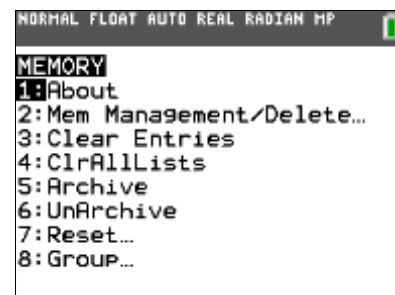 NORMAL FLOAT AUTO REAL RADIAN MP
MEMORY
1:About
2:Mem Management/Delete…
3:Clear Entries
4:ClrAllLists
5:Archive
6:UnArchive
7:Reset…
8:Group…